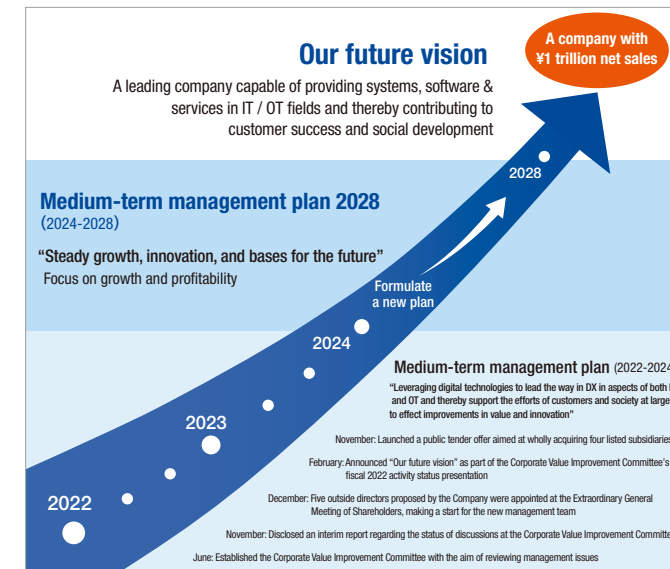 Our future vision
A company with
¥1 trillion net sales
A leading company capable of providing systems, software &
services in IT / OT fields and thereby contributing to
customer success and social development
2028
Medium-term management plan 2028
(2024-2028)
“Steady growth, innovation, and bases for the future”
Focus on growth and profitability
Formulate
a new plan
2024
Medium-term management plan (2022-2024
“Leveraging digital technologies to lead the way in DX in aspects of both
and OT and thereby support the efforts of customers and society at large
to effect improvements in value and innovation”
2023
November: Launched a public tender offer aimed at wholly acquiring four listed subsidiaries
February: Announced “Our future vision” as part of the Corporate Value Improvement Committee’s
fiscal 2022 activity status presentation
2022
December: Five outside directors proposed by the Company were appointed at the Extraordinary General
Meeting of Shareholders, making a start for the new management team
November: Disclosed an interim report regarding the status of discussions at the Corporate Value Improvement Committe
June: Established the Corporate Value Improvement Committee with the aim of reviewing management issues